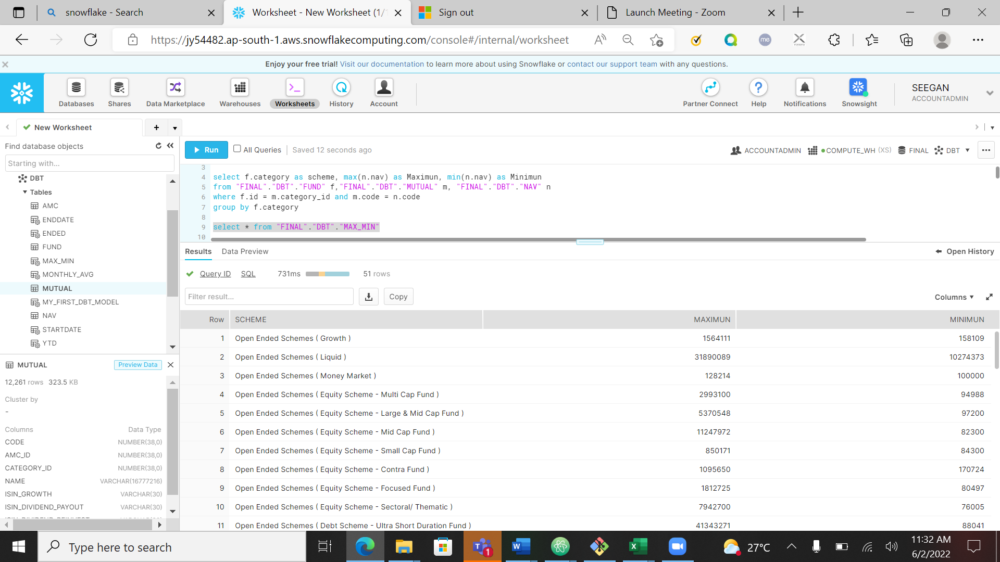 snowflake - Search
Worksheet - New Worksheet (1/
Sign out
Launch Meeting - Zoom
https://jy54482.ap-south-1.aws.snowflakecomputing.com/console#/internal/worksheet
me
Enjoy your free trial! Visit our documentation to learn more about using Snowflake or contact our support team with any questions.
Databases
Shares
Data Marketplace
Warehouses
Worksheets
History
Account
Partner Connect
Help
Notifications
Snowsight
SEEGAN
ACCOUNTADMIN
New Worksheet
Find database objects
Starting with...
DBT
Tables
AMC
ENDDATE
ENDED
FUND
MAX_MIN
MONTHLY_AVG
MUTUAL
MY_FIRST_DBT_MODEL
NAV
STARTDATE
YTD
MUTUAL
Preview Data
12,261 rows 323.5 KB
Cluster by
-
Columns Data Type
CODE NUMBER(38,0)
AMC_ID NUMBER(38,0)
CATEGORY_ID NUMBER(38,0)
NAME VARCHAR(16777216)
ISIN_GROWTH VARCHAR(30)
ISIN_DIVIDEND_PAYOUT VARCHAR(30)
Run
All Queries
Saved 12 seconds ago
ACCOUNTADMIN
COMPUTE_WH (XS)
FINAL
DBT
3
4 select f.category as scheme, max(n.nav) as Maximun, min(n.nav) as Minimun
5 from "FINAL"."DBT"."FUND" f,"FINAL"."DBT"."MUTUAL" m, "FINAL"."DBT"."NAV" n
6 where f.id = m.category_id and m.code = n.code
7 group by f.category
8
9 select * from "FINAL"."DBT"."MAX_MIN"
10
Results
Data Preview
Open History
Query ID SQL 731ms 51 rows
Filter result...
Copy
Columns
Row SCHEME MAXIMUN MINIMUN
1 Open Ended Schemes ( Growth ) 1564111 158109
2 Open Ended Schemes ( Liquid ) 31890089 10274373
3 Open Ended Schemes ( Money Market ) 128214 100000
4 Open Ended Schemes ( Equity Scheme - Multi Cap Fund ) 2993100 94988
5 Open Ended Schemes ( Equity Scheme - Large & Mid Cap Fund ) 5370548 97200
6 Open Ended Schemes ( Equity Scheme - Mid Cap Fund ) 11247972 82300
7 Open Ended Schemes ( Equity Scheme - Small Cap Fund ) 850171 84300
8 Open Ended Schemes ( Equity Scheme - Contra Fund ) 1095650 170724
9 Open Ended Schemes ( Equity Scheme - Focused Fund ) 1812725 80497
10 Open Ended Schemes ( Equity Scheme - Sectoral/ Thematic ) 7942700 76005
11 Open Ended Schemes ( Debt Scheme - Ultra Short Duration Fund ) 41343271 88041
Type here to search
1
27°C
11:32 AM
6/2/2022